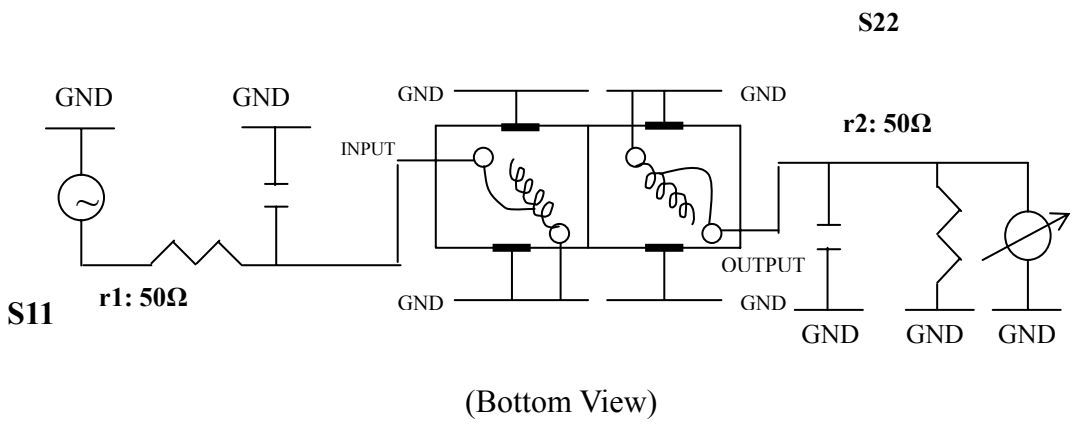 S22
GND
GND
GND
GND
r2: 50Ω
INPUT
r1: 50Ω
S11
OUTPUT
GND
GND
GND
GND
GND
(Bottom View)